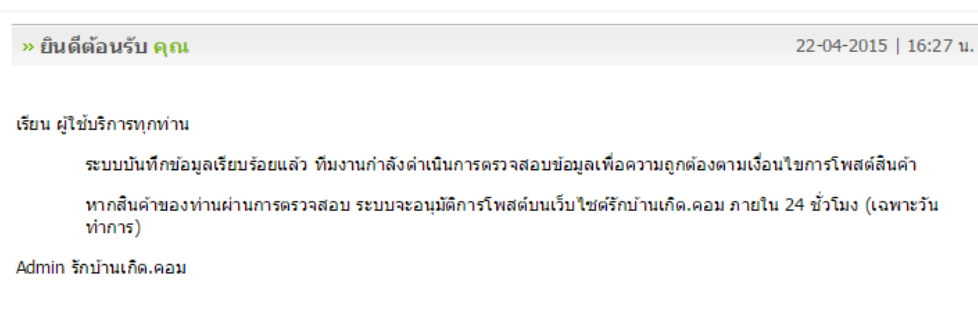 » ยินดีต้อนรับ คุณ 22-04-2015 | 16:27 น.
เรียน ผู้ใช้บริการทุกท่าน
ระบบบันทึกข้อมูลเรียบร้อยแล้ว ทีมงานกำลังดำเนินการตรวจสอบข้อมูลเพื่อความถูกต้องตามเงื่อนไขการโพสต์สินค้า
หากสินค้าของท่านผ่านการตรวจสอบ ระบบจะอนุมัติการโพสต์บนเว็บไซต์รักบ้านเกิด.คอม ภายใน 24 ชั่วโมง (เฉพาะวัน
ทำการ)
Admin รักบ้านเกิด.คอม